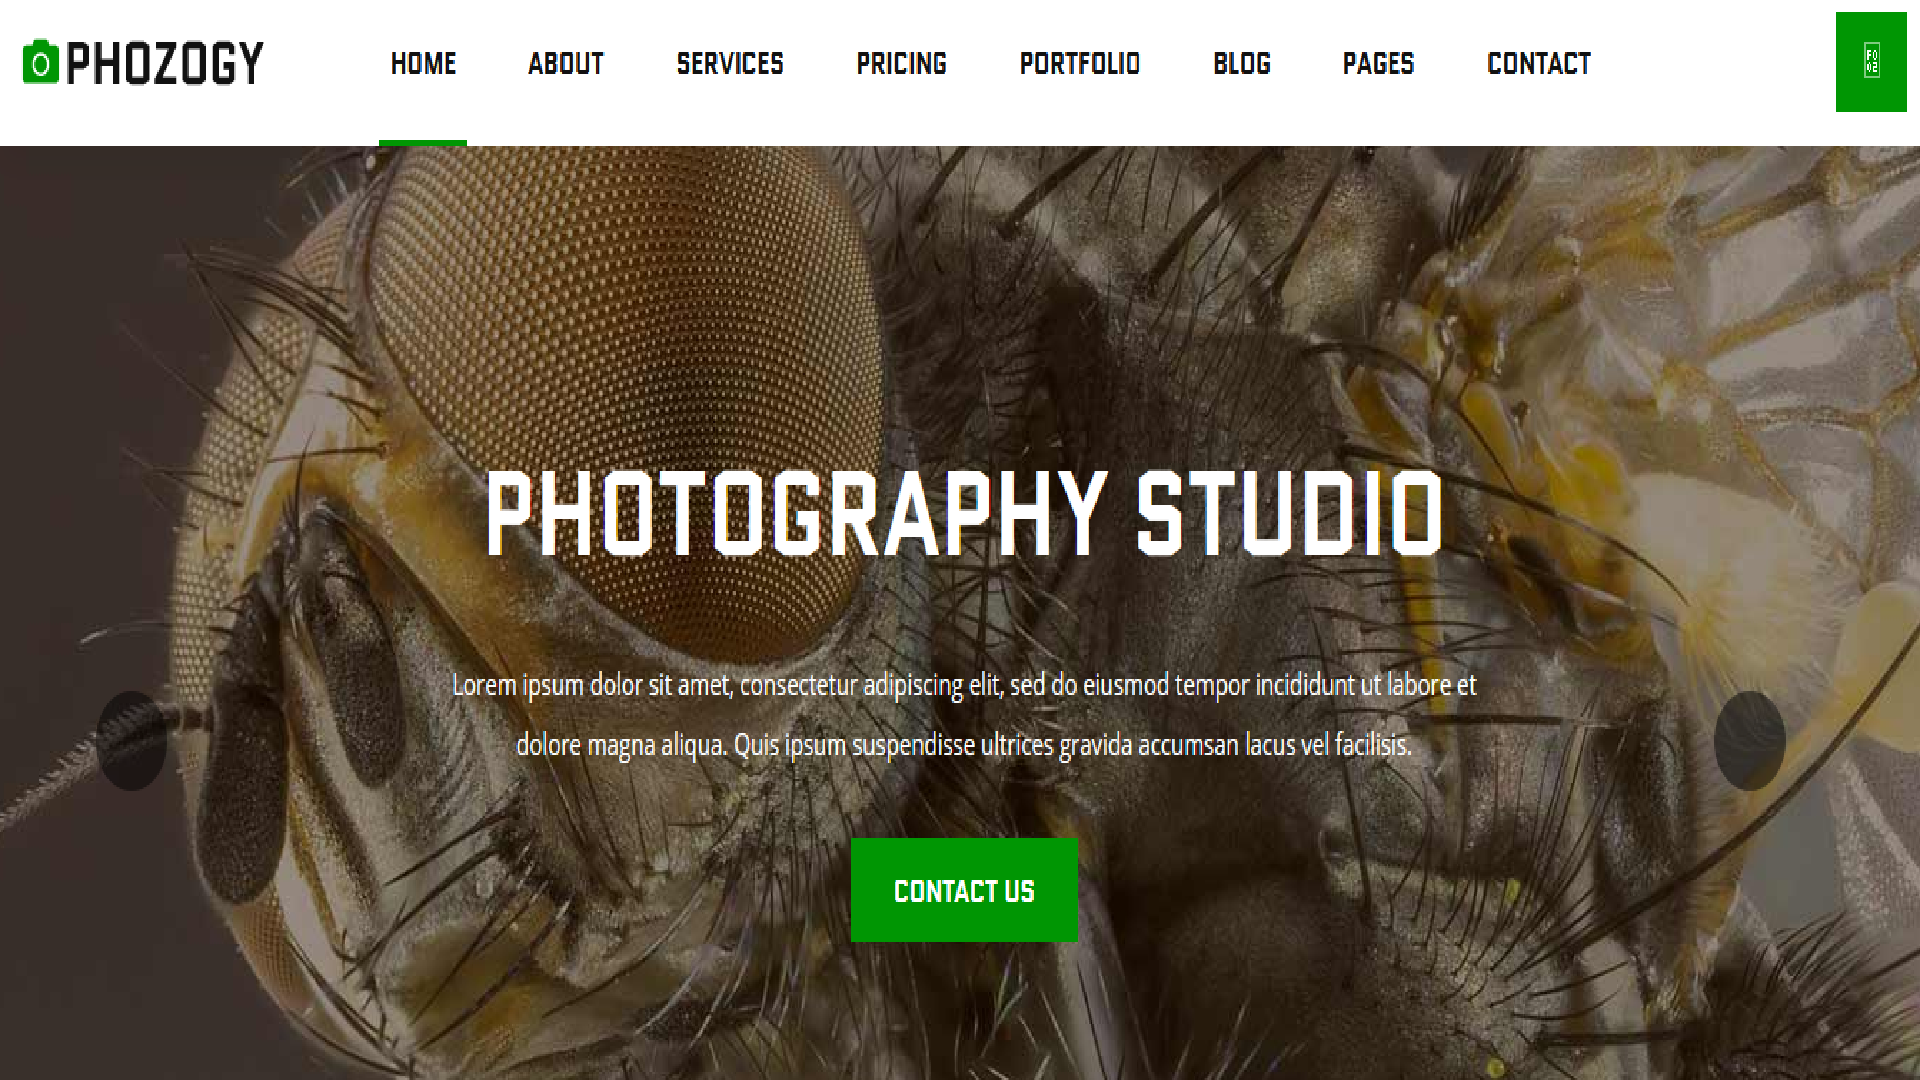 PHOZOGY
HOME ABOUT SERVICES PRICING PORTFOLIO BLOG PAGES CONTACT
PHOTOGRAPHY STUDIO
Lorem ipsum dolor sit amet, consectetur adipiscing elit, sed do eiusmod tempor incididunt ut labore et
dolore magna aliqua. Quis ipsum suspendisse ultrices gravida accumsan lacus vel facilisis.
CONTACT US